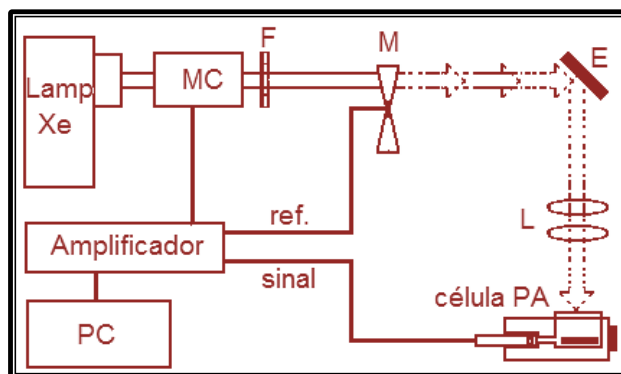 F
M
E
Lamp
Xe
MC
L
ref.
Amplificador
sinal
célula PA
PC